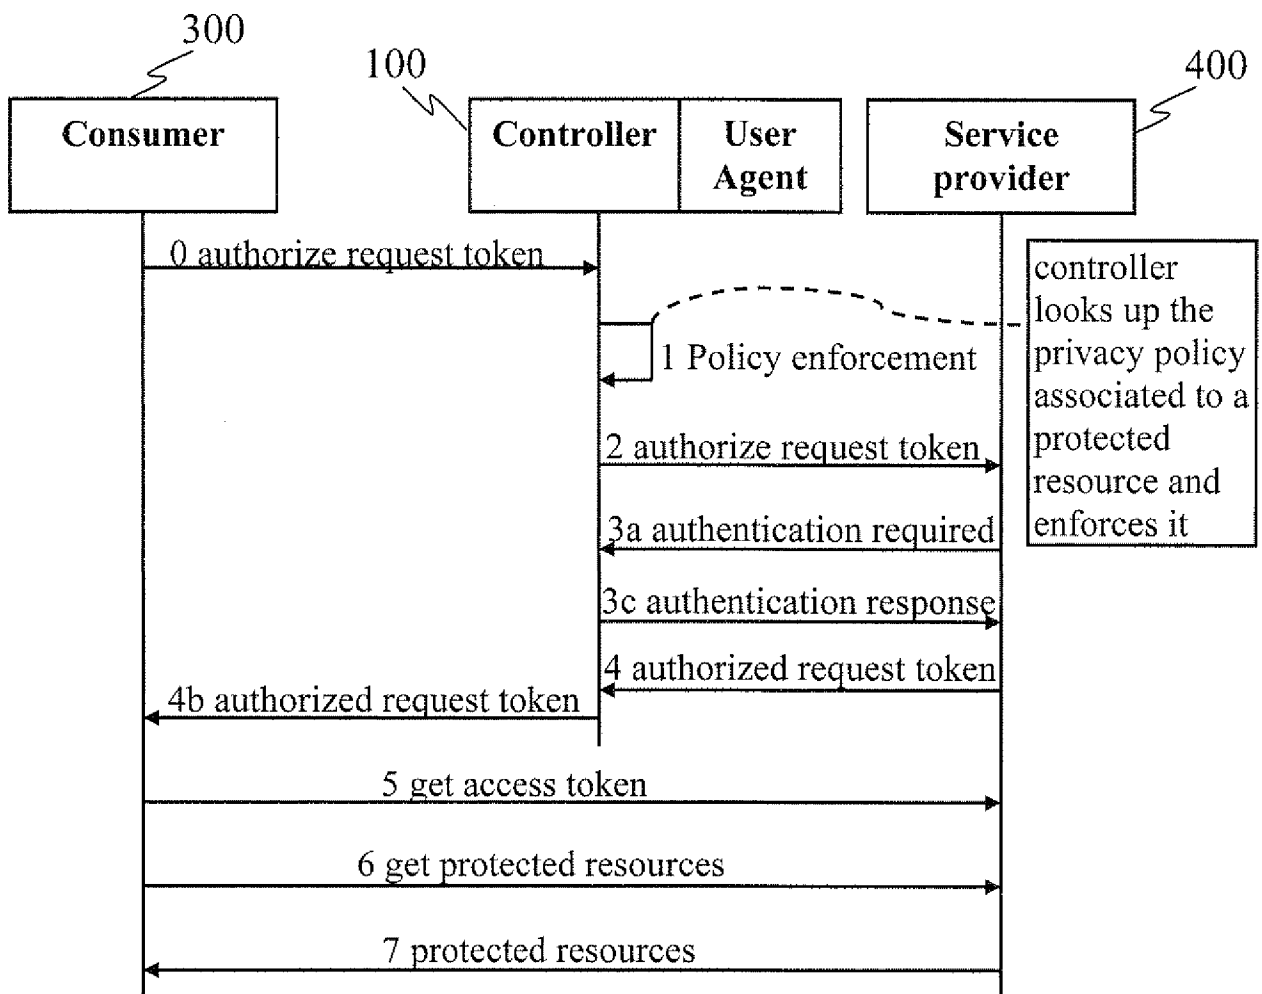 300
100
400
Consumer
Controller
User
Agent
Service
provider
0 authorize request token
controller
looks up the
privacy policy
associated to a
protected
resource and
enforces it
1 Policy enforcement
2 authorize request token
3a authentication required
3c authentication response
4 authorized request token
4b authorized request token
5 get access token
6 get protected resources
7 protected resources